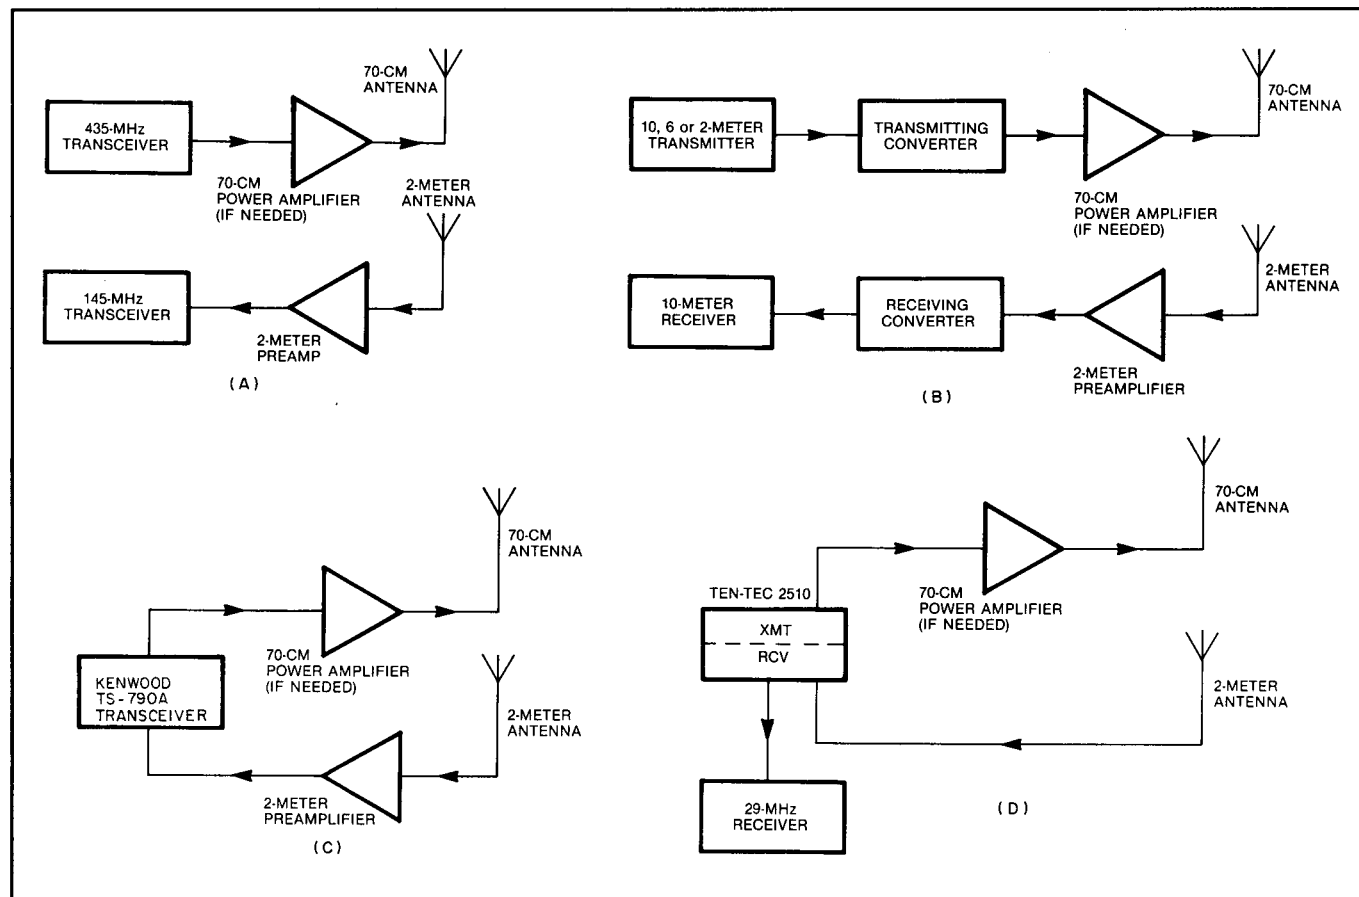 70-CM
ANTENNA
435-MHz
TRANSCEIVER
70-CM
POWER AMPLIFIER
(IF NEEDED)
2-METER
ANTENNA
145-MHz
TRANSCEIVER
2-METER
PREAMP
(A)
70-CM
ANTENNA
10, 6 or 2-METER
TRANSMITTER
TRANSMITTING
CONVERTER
70-CM
POWER AMPLIFIER
(IF NEEDED)
2-METER
ANTENNA
10-METER
RECEIVER
RECEIVING
CONVERTER
2-METER
PREAMPLIFIER
(B)
70-CM
ANTENNA
70-CM
POWER AMPLIFIER
(IF NEEDED)
KENWOOD
TS-790A
TRANSCEIVER
2-METER
ANTENNA
2-METER
PREAMPLIFIER
(C)
70-CM
ANTENNA
TEN-TEC 2510
70-CM
POWER AMPLIFIER
(IF NEEDED)
XMT
RCV
2-METER
ANTENNA
29-MHz
RECEIVER
(D)